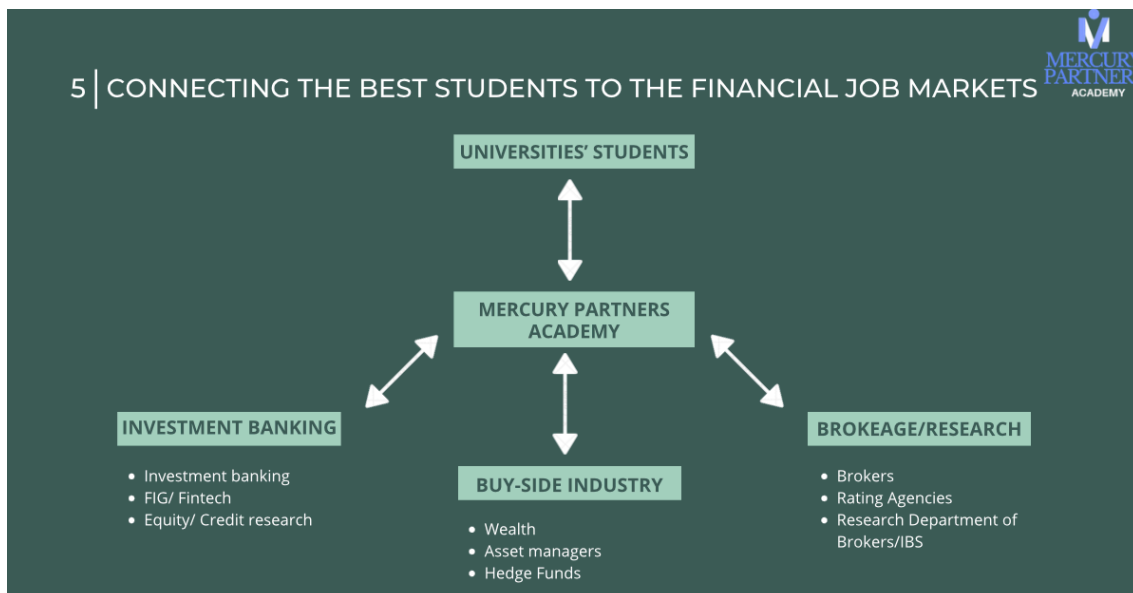 5 | CONNECTING THE BEST STUDENTS TO THE FINANCIAL JOB MARKETS
MERCURY
PARTNER
ACADEMY
UNIVERSITIES’ STUDENTS
MERCURY PARTNERS
ACADEMY
INVESTMENT BANKING
• Investment banking
• FIG/ Fintech
• Equity/ Credit research
BUY-SIDE INDUSTRY
• Wealth
• Asset managers
• Hedge Funds
BROKEAGE/RESEARCH
• Brokers
• Rating Agencies
• Research Department of
Brokers/IBS